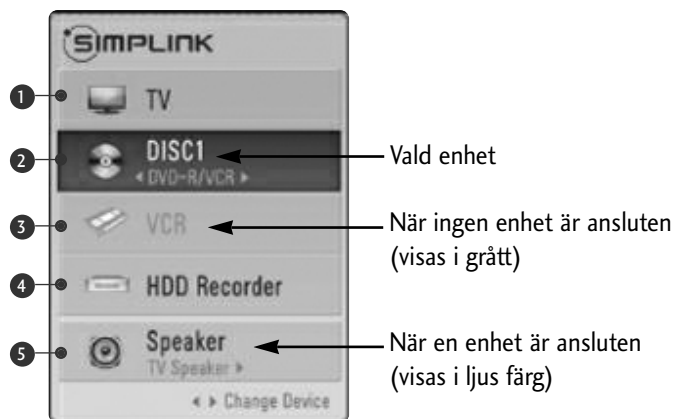 SIMPLINK
1 TV
2 DISC1
◂ DVD-R/VCR ▸
Vald enhet
3 VCR
När ingen enhet är ansluten
(visas i grått)
4 HDD Recorder
5 Speaker
TV Speaker ▸
När en enhet är ansluten
(visas i ljus färg)
◂ ▸ Change Device